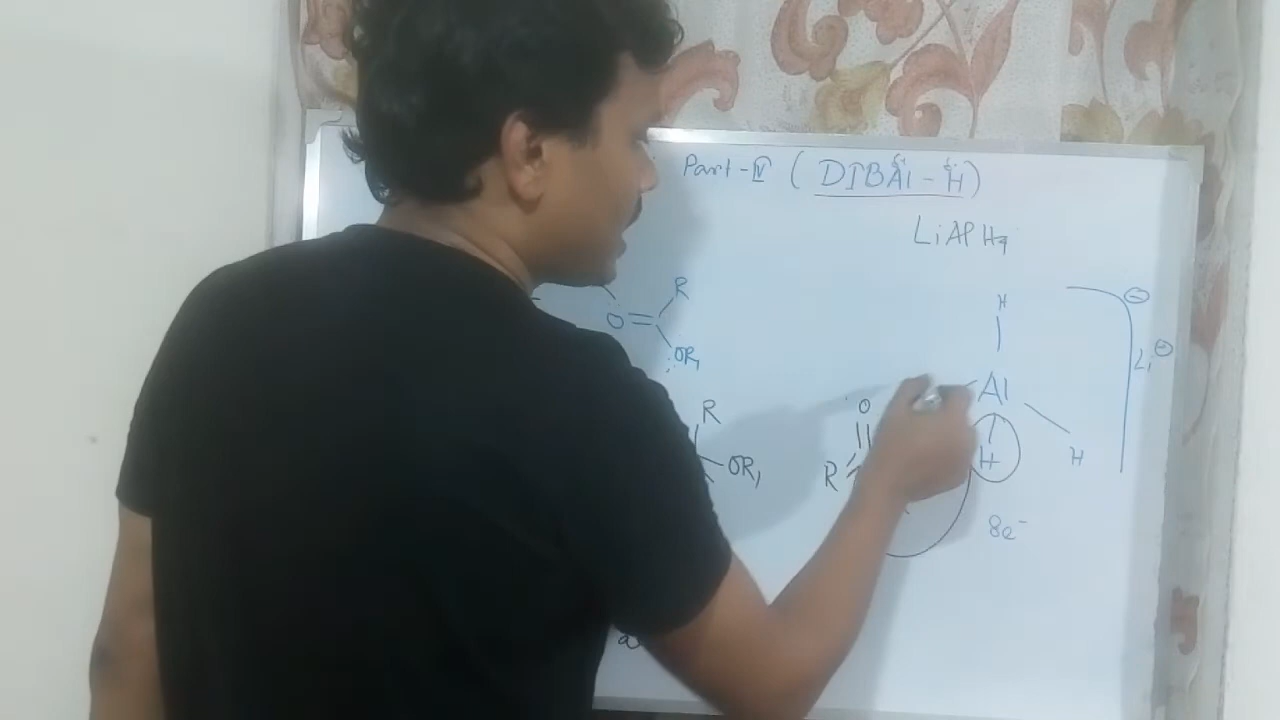 Part-IV (DIBAl-H)
LiAlH4
H
⊖
R
O
OR1
Li⊕
Al
R
O
OR1
R
H
H
8e-